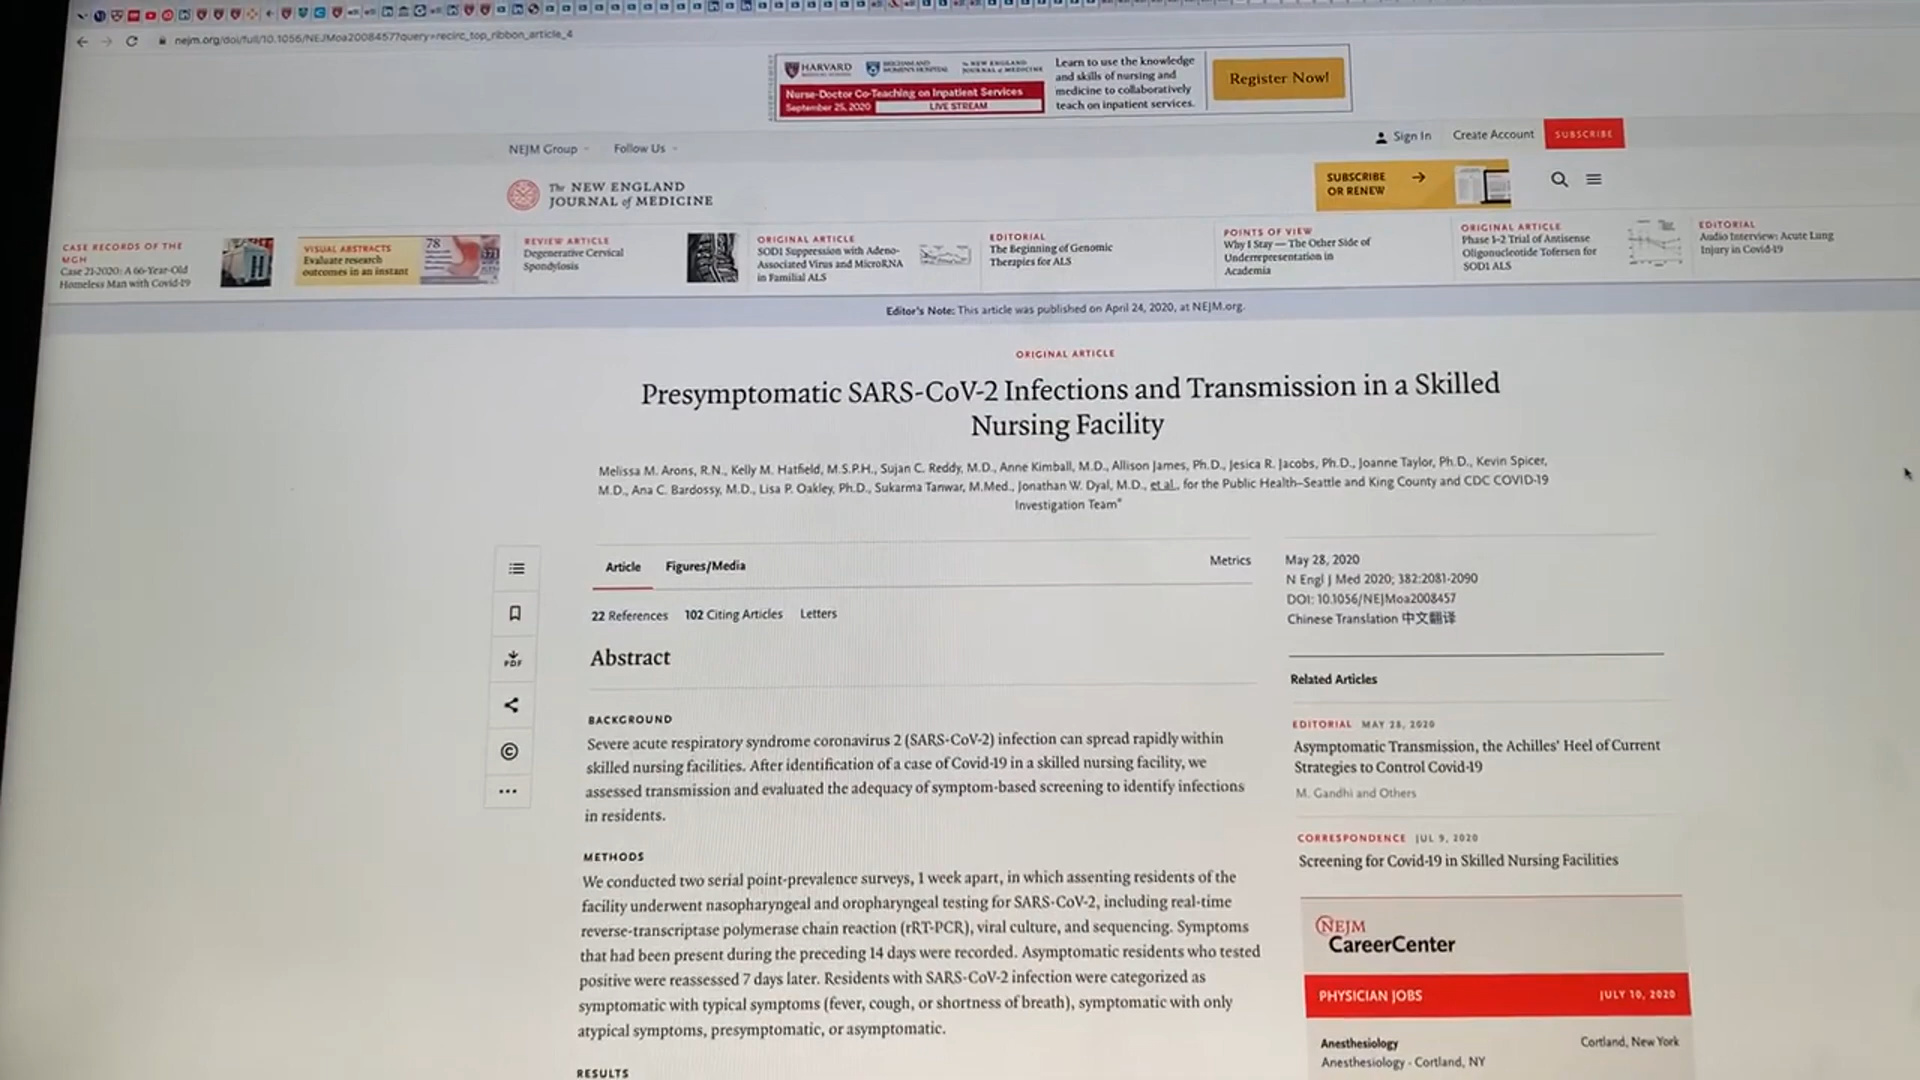 nejm.org/doi/full/10.1056/NEJMoa2008457?query=recirc_top_ribbon_article_4
ADVERTISEMENT
HARVARD
MEDICAL SCHOOL
BRIGHAM AND
WOMEN'S HOSPITAL
The NEW ENGLAND
JOURNAL of MEDICINE
Nurse-Doctor Co-Teaching on Inpatient Services
September 25, 2020
LIVE STREAM
Learn to use the knowledge
and skills of nursing and
medicine to collaboratively
teach on inpatient services.
Register Now!
NEJM Group
Follow Us
Sign In
Create Account
SUBSCRIBE
The NEW ENGLAND
JOURNAL of MEDICINE
SUBSCRIBE
OR RENEW
CASE RECORDS OF THE
MGH
Case 21-2020: A 66-Year-Old
Homeless Man with Covid-19
VISUAL ABSTRACTS
Evaluate research
outcomes in an instant
78
REVIEW ARTICLE
Degenerative Cervical
Spondylosis
ORIGINAL ARTICLE
SOD1 Suppression with Adeno-
Associated Virus and MicroRNA
in Familial ALS
EDITORIAL
The Beginning of Genomic
Therapies for ALS
POINTS OF VIEW
Why I Stay — The Other Side of
Underrepresentation in
Academia
ORIGINAL ARTICLE
Phase 1–2 Trial of Antisense
Oligonucleotide Tofersen for
SOD1 ALS
EDITORIAL
Audio Interview: Acute Lung
Injury in Covid-19
Editor's Note: This article was published on April 24, 2020, at NEJM.org.
ORIGINAL ARTICLE
Presymptomatic SARS-CoV-2 Infections and Transmission in a Skilled
Nursing Facility
Melissa M. Arons, R.N., Kelly M. Hatfield, M.S.P.H., Sujan C. Reddy, M.D., Anne Kimball, M.D., Allison James, Ph.D., Jesica R. Jacobs, Ph.D., Joanne Taylor, Ph.D., Kevin Spicer,
M.D., Ana C. Bardossy, M.D., Lisa P. Oakley, Ph.D., Sukarma Tanwar, M.Med., Jonathan W. Dyal, M.D., et al., for the Public Health–Seattle and King County and CDC COVID-19
Investigation Team*
Article
Figures/Media
Metrics
22 References
102 Citing Articles
Letters
PDF
Abstract
BACKGROUND
Severe acute respiratory syndrome coronavirus 2 (SARS-CoV-2) infection can spread rapidly within
skilled nursing facilities. After identification of a case of Covid-19 in a skilled nursing facility, we
assessed transmission and evaluated the adequacy of symptom-based screening to identify infections
in residents.
METHODS
We conducted two serial point-prevalence surveys, 1 week apart, in which assenting residents of the
facility underwent nasopharyngeal and oropharyngeal testing for SARS-CoV-2, including real-time
reverse-transcriptase polymerase chain reaction (rRT-PCR), viral culture, and sequencing. Symptoms
that had been present during the preceding 14 days were recorded. Asymptomatic residents who tested
positive were reassessed 7 days later. Residents with SARS-CoV-2 infection were categorized as
symptomatic with typical symptoms (fever, cough, or shortness of breath), symptomatic with only
atypical symptoms, presymptomatic, or asymptomatic.
RESULTS
May 28, 2020
N Engl J Med 2020; 382:2081-2090
DOI: 10.1056/NEJMoa2008457
Chinese Translation 中文翻译
Related Articles
EDITORIAL MAY 28, 2020
Asymptomatic Transmission, the Achilles' Heel of Current
Strategies to Control Covid-19
M. Gandhi and Others
CORRESPONDENCE JUL 9, 2020
Screening for Covid-19 in Skilled Nursing Facilities
NEJM
CareerCenter
PHYSICIAN JOBS
JULY 10, 2020
Anesthesiology
Cortland, New York
Anesthesiology - Cortland, NY